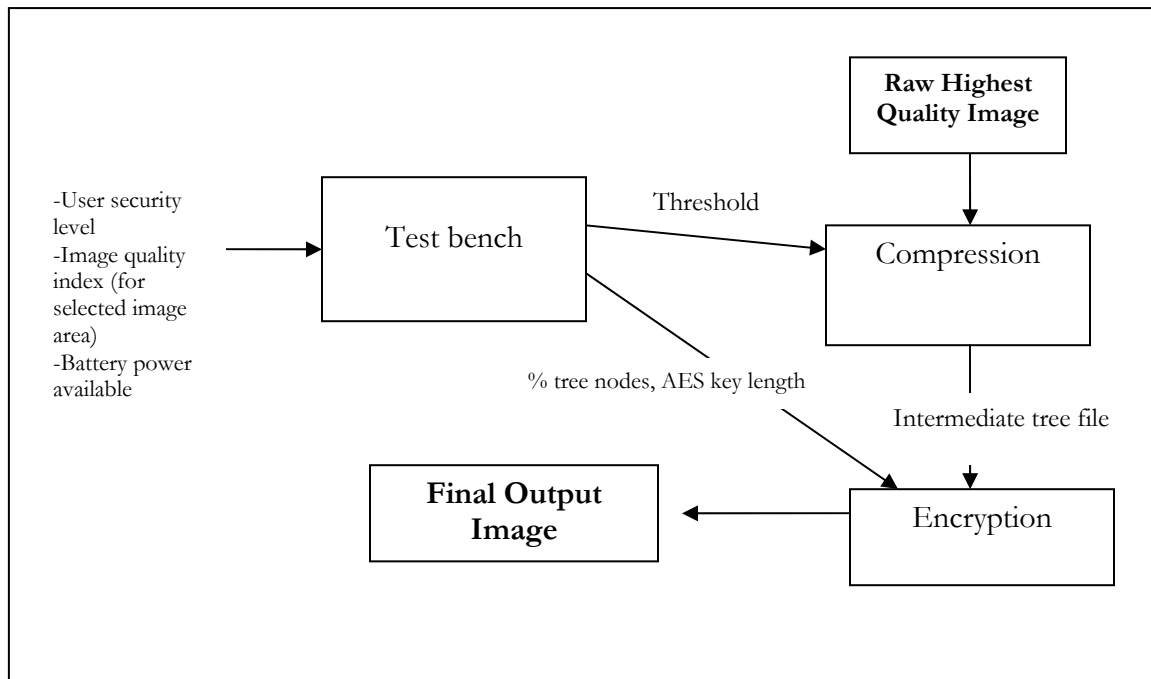 Raw Highest
Quality Image
-User security
level
-Image quality
index (for
selected image
area)
-Battery power
available
Test bench
Threshold
Compression
% tree nodes, AES key length
Intermediate tree file
Final Output
Image
Encryption